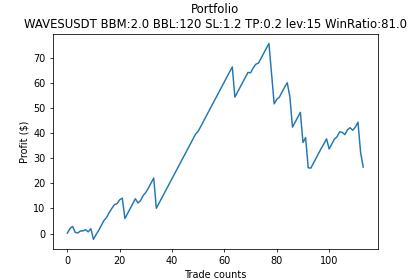 Portfolio
WAVESUSDT BBM:2.0 BBL:120 SL:1.2 TP:0.2 lev:15 WinRatio:81.0
70
60
50
40
30
20
10
0
Profit ($)
0 20 40 60 80 100
Trade counts